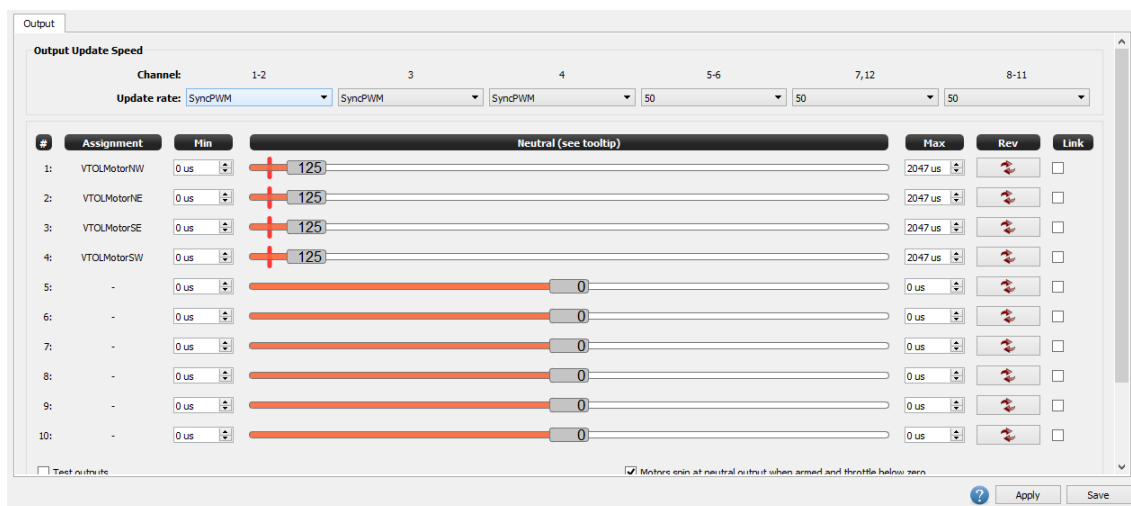 Output
Output Update Speed
Channel: 1-2 3 4 5-6 7,12 8-11
Update rate: SyncPWM SyncPWM SyncPWM 50 50 50
# Assignment Min Neutral (see tooltip) Max Rev Link
1: VTOLMotorNW 0 us 125 2047 us
2: VTOLMotorNE 0 us 125 2047 us
3: VTOLMotorSE 0 us 125 2047 us
4: VTOLMotorSW 0 us 125 2047 us
5: - 0 us 0 0 us
6: - 0 us 0 0 us
7: - 0 us 0 0 us
8: - 0 us 0 0 us
9: - 0 us 0 0 us
10: - 0 us 0 0 us
Test outputs Motors spin at neutral output when armed and throttle below zero
? Apply Save